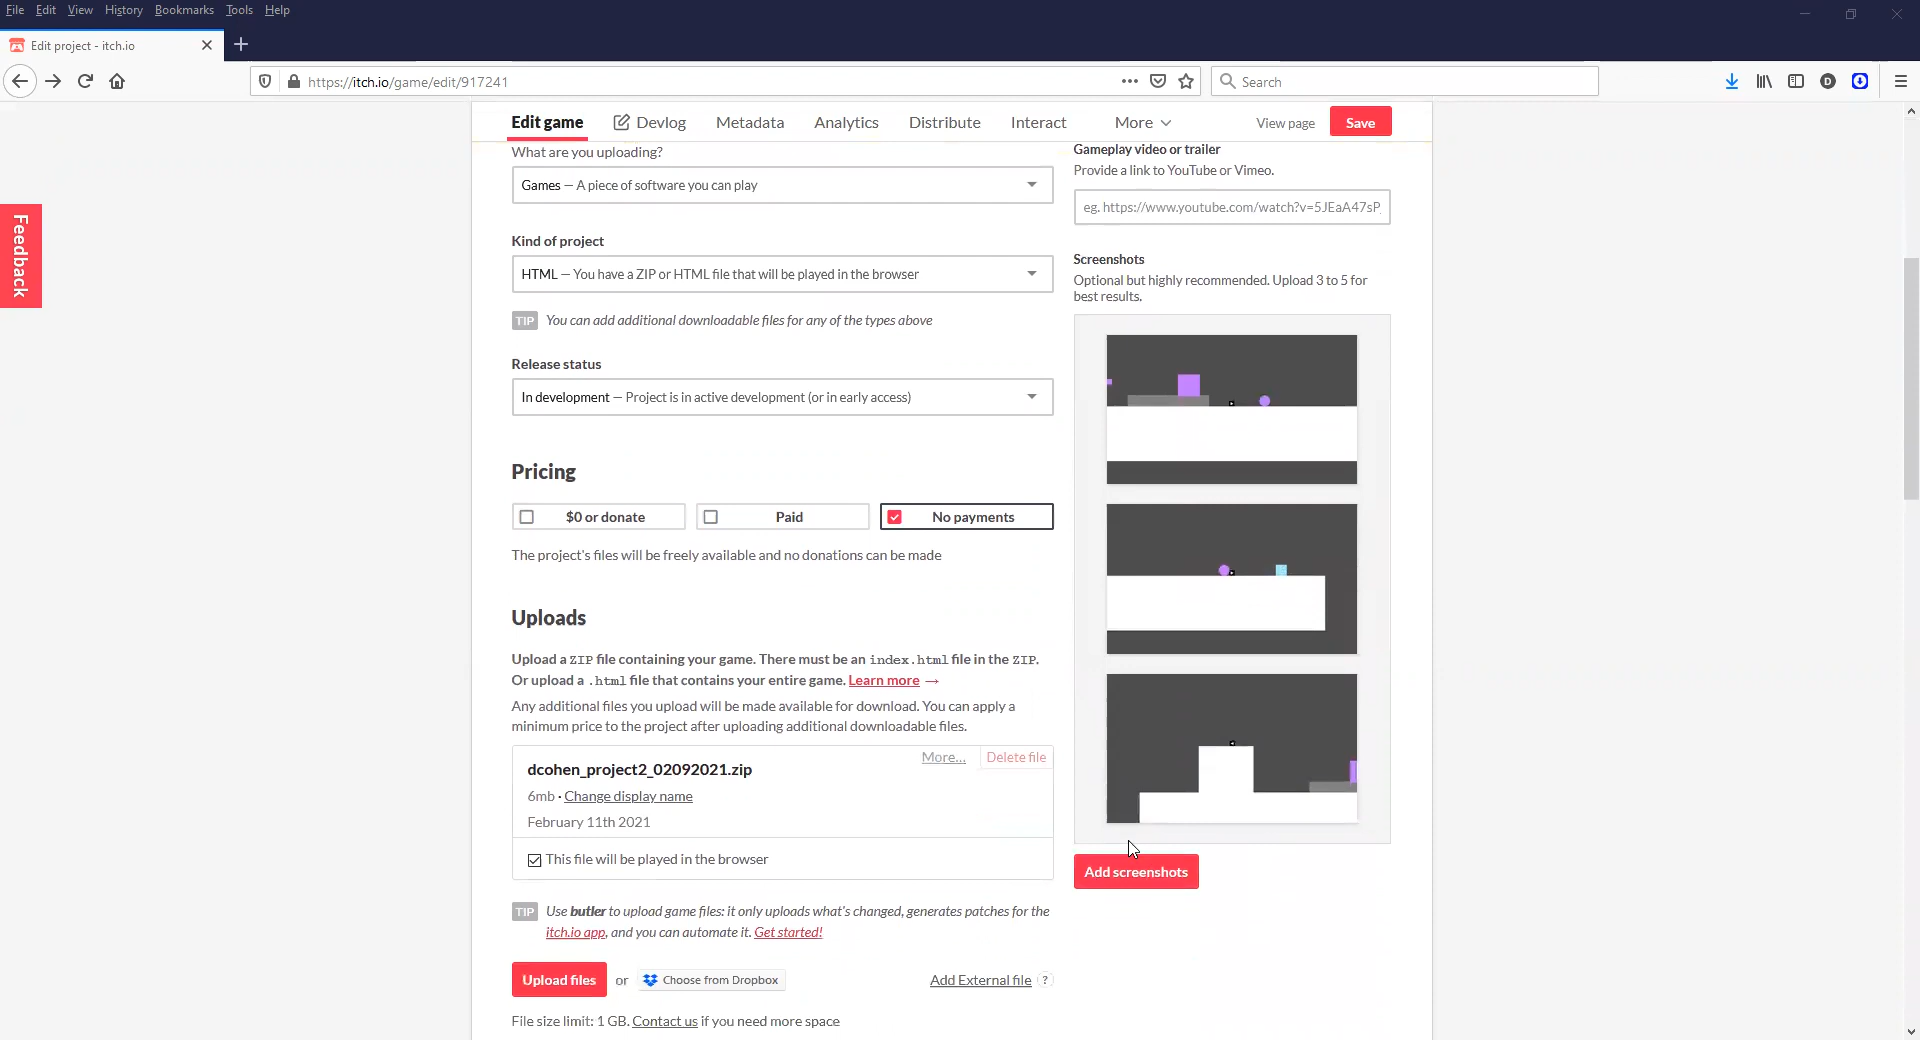 File Edit View History Bookmarks Tools Help
Edit project - itch.io
https://itch.io/game/edit/917241
Search
D
Edit game Devlog Metadata Analytics Distribute Interact More View page Save
Feedback
What are you uploading?
Games — A piece of software you can play
Kind of project
HTML — You have a ZIP or HTML file that will be played in the browser
TIP You can add additional downloadable files for any of the types above
Release status
In development — Project is in active development (or in early access)
Pricing
$0 or donate Paid No payments
The project's files will be freely available and no donations can be made
Uploads
Upload a ZIP file containing your game. There must be an index.html file in the ZIP.
Or upload a .html file that contains your entire game. Learn more →
Any additional files you upload will be made available for download. You can apply a
minimum price to the project after uploading additional downloadable files.
More... Delete file
dcohen_project2_02092021.zip
6mb · Change display name
February 11th 2021
This file will be played in the browser
TIP Use butler to upload game files: it only uploads what's changed, generates patches for the
itch.io app, and you can automate it. Get started!
Upload files or Choose from Dropbox Add External file ?
File size limit: 1 GB. Contact us if you need more space
Gameplay video or trailer
Provide a link to YouTube or Vimeo.
eg. https://www.youtube.com/watch?v=5JEaA47sP
Screenshots
Optional but highly recommended. Upload 3 to 5 for
best results.
Add screenshots